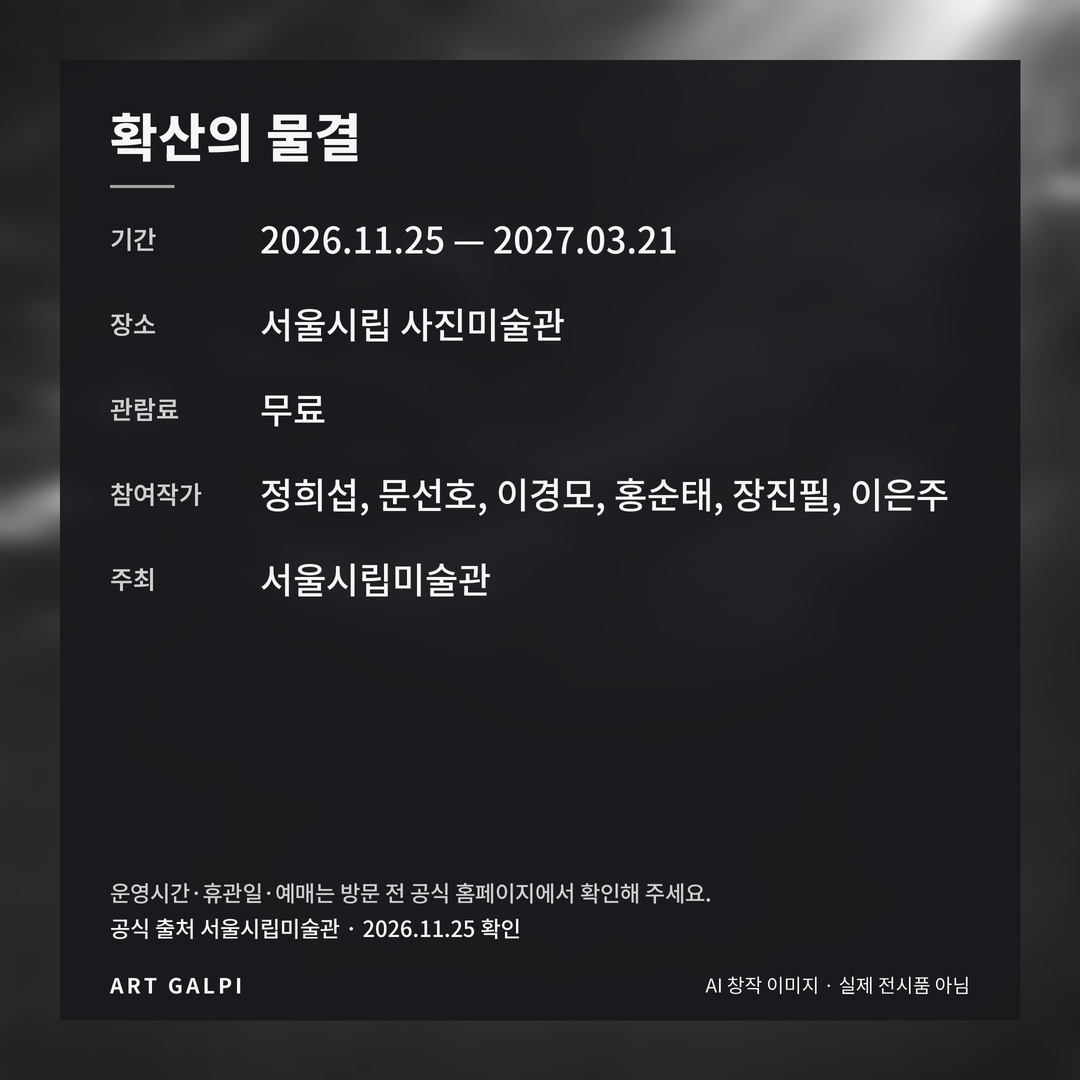 확산의 물결
기간 2026.11.25 — 2027.03.21
장소 서울시립 사진미술관
관람료 무료
참여작가 정희섭, 문선호, 이경모, 홍순태, 장진필, 이은주
주최 서울시립미술관
운영시간·휴관일·예매는 방문 전 공식 홈페이지에서 확인해 주세요.
공식 출처 서울시립미술관 · 2026.11.25 확인
ART GALPI AI 창작 이미지 · 실제 전시품 아님